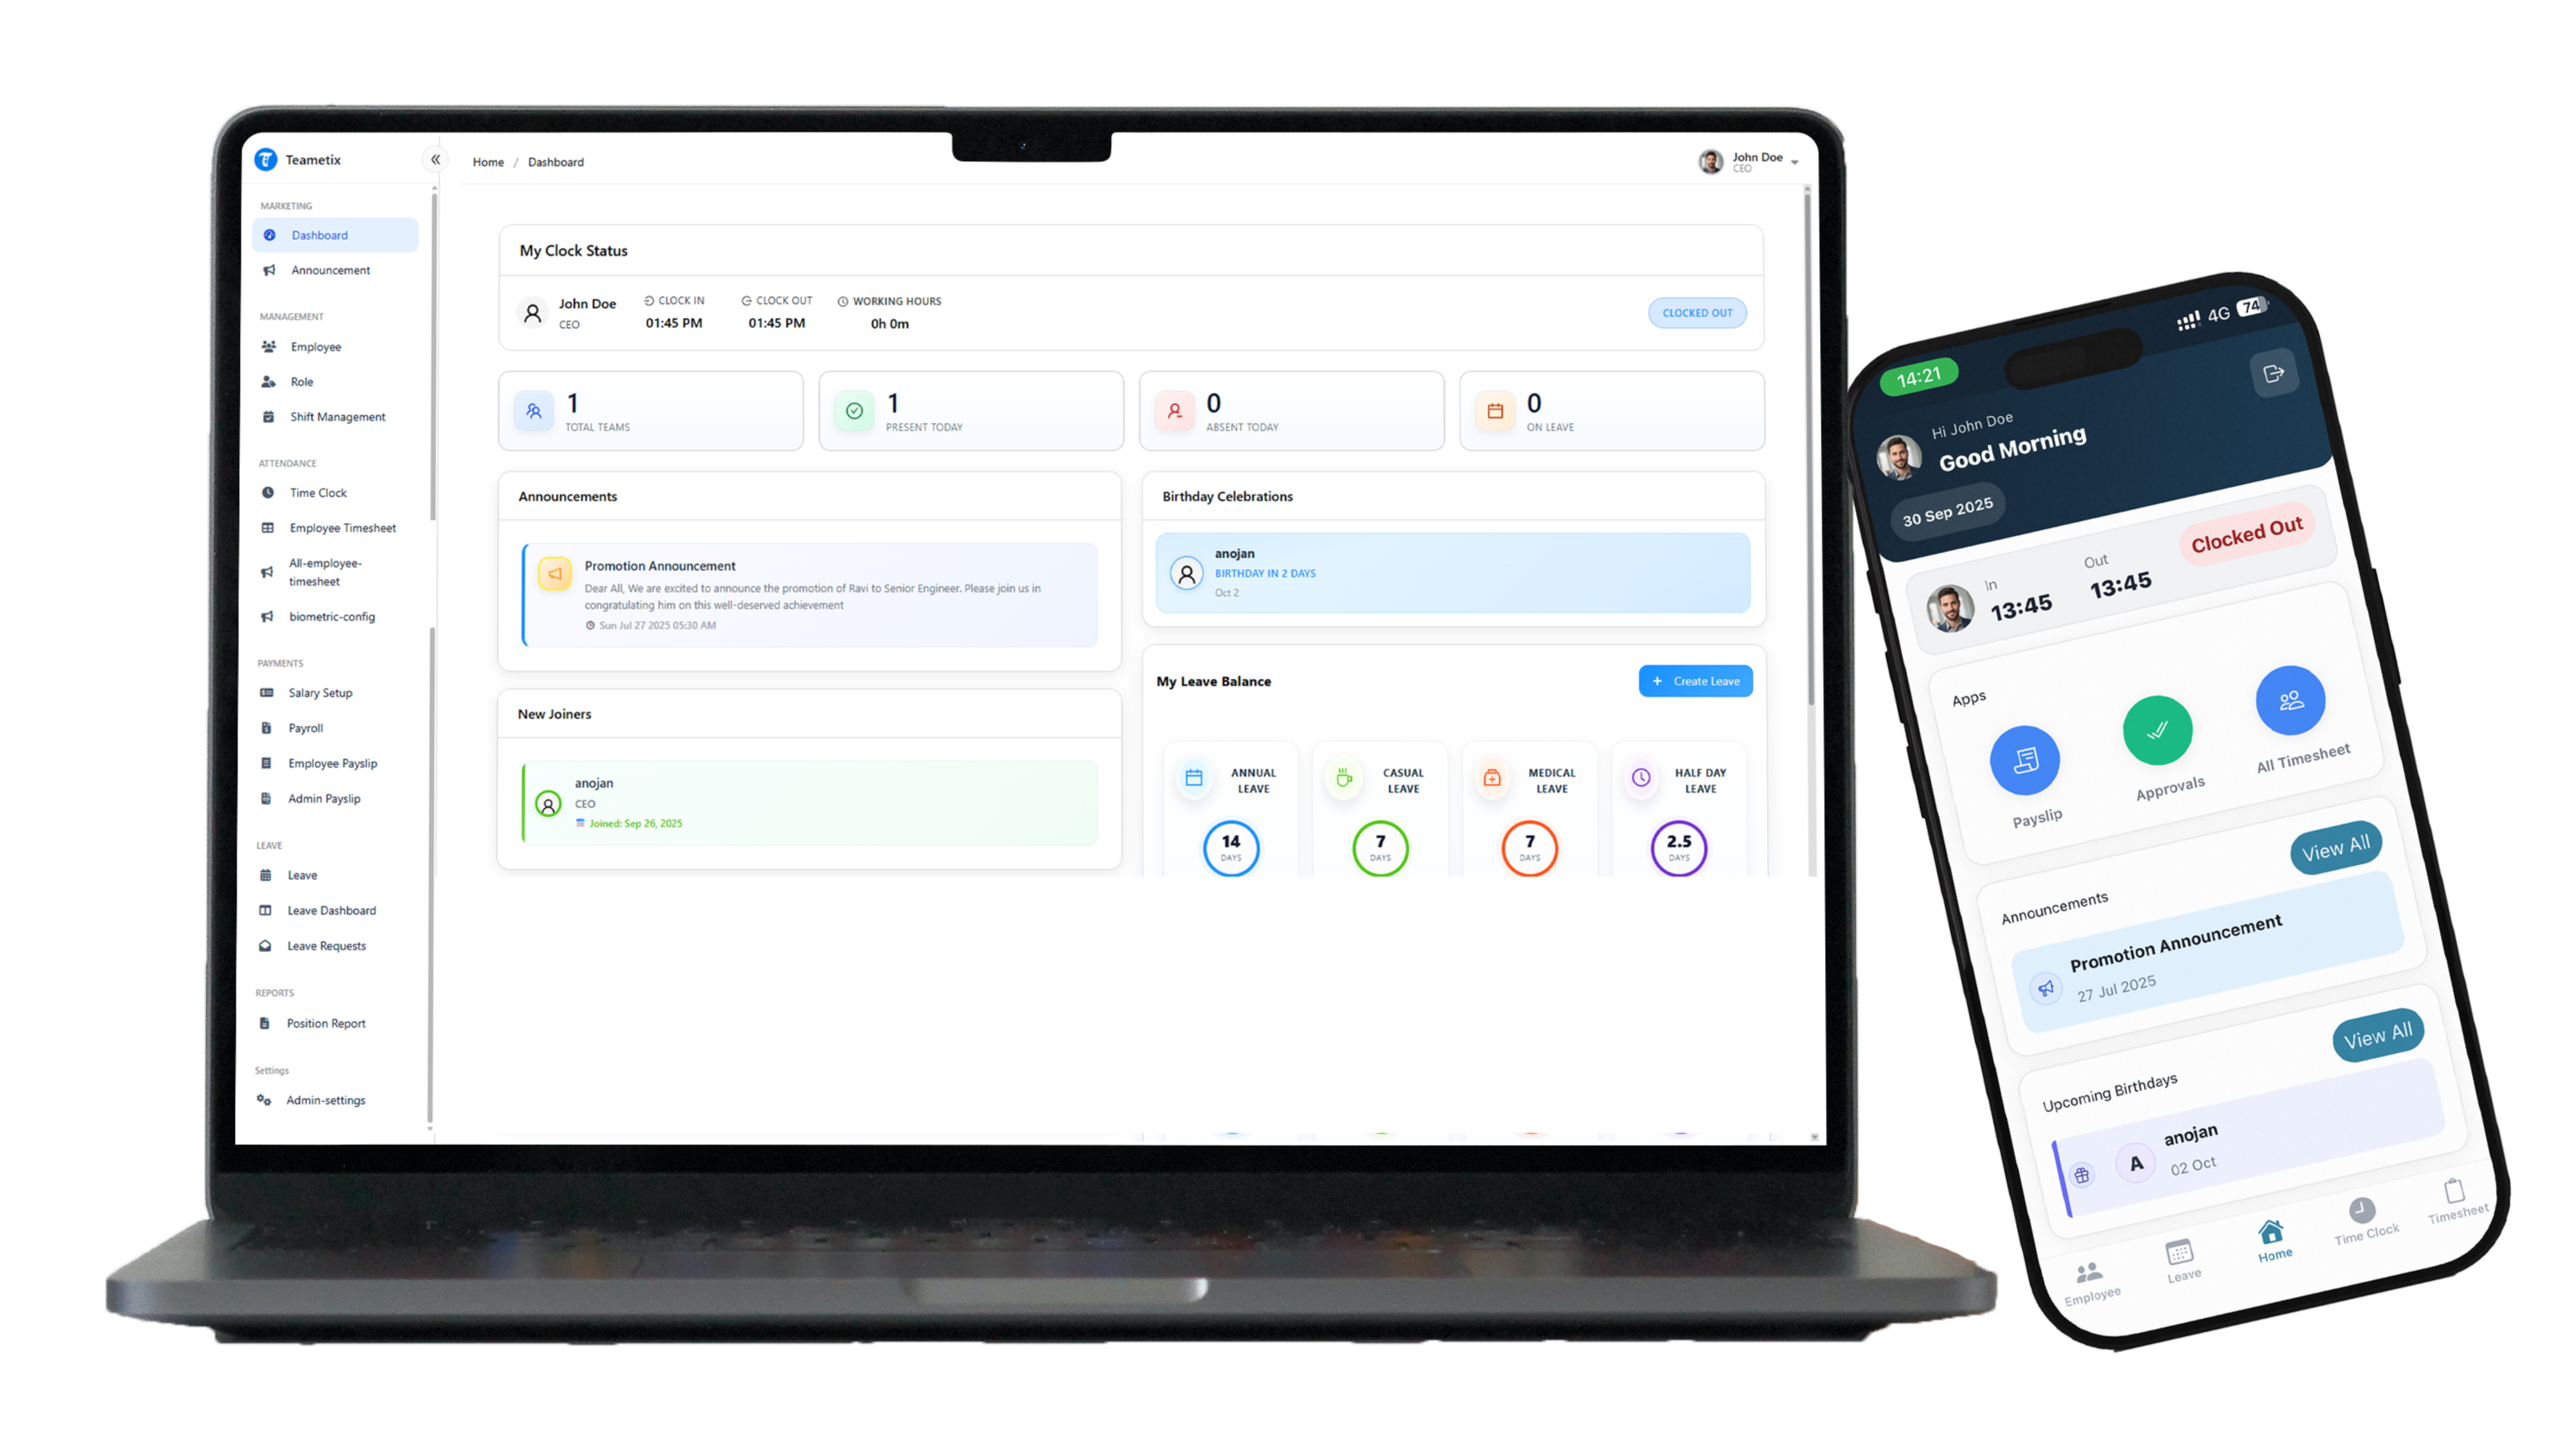 Teametix
MARKETING
Dashboard
Announcement
MANAGEMENT
Employee
Role
Shift Management
ATTENDANCE
Time Clock
Employee Timesheet
All-employee-
timesheet
biometric-config
PAYMENTS
Salary Setup
Payroll
Employee Payslip
Admin Payslip
LEAVE
Leave
Leave Dashboard
Leave Requests
REPORTS
Position Report
Settings
Admin-settings
Home / Dashboard
John Doe
CEO
My Clock Status
John Doe
CEO
CLOCK IN
01:45 PM
CLOCK OUT
01:45 PM
WORKING HOURS
0h 0m
CLOCKED OUT
1
TOTAL TEAMS
1
PRESENT TODAY
0
ABSENT TODAY
0
ON LEAVE
Announcements
Promotion Announcement
Dear All, We are excited to announce the promotion of Ravi to Senior Engineer. Please join us in
congratulating him on this well-deserved achievement
Sun Jul 27 2025 05:30 AM
New Joiners
anojan
CEO
Joined: Sep 26, 2025
Birthday Celebrations
anojan
BIRTHDAY IN 2 DAYS
Oct 2
My Leave Balance
+ Create Leave
ANNUAL
LEAVE
14
DAYS
CASUAL
LEAVE
7
DAYS
MEDICAL
LEAVE
7
DAYS
HALF DAY
LEAVE
2.5
DAYS
14:21
4G 74
Hi John Doe
Good Morning
30 Sep 2025
In
13:45
Out
13:45
Clocked Out
Apps
Payslip
Approvals
All Timesheet
Announcements
View All
Promotion Announcement
27 Jul 2025
Upcoming Birthdays
View All
A
anojan
02 Oct
Employee
Leave
Home
Time Clock
Timesheet